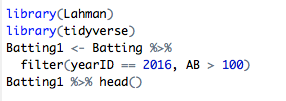 library(Lahman)
library(tidyverse)
Batting1 <- Batting %>%
  filter(yearID == 2016, AB > 100)
Batting1 %>% head()